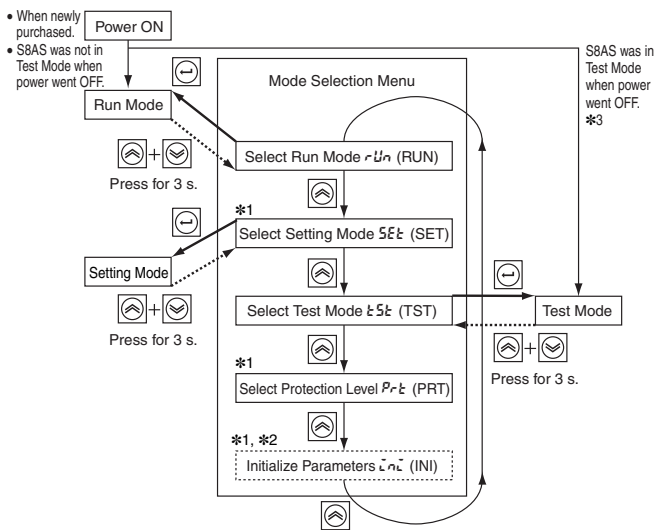 • When newly
purchased.
• S8AS was not in
Test Mode when
power went OFF.
Power ON
S8AS was in
Test Mode
when power
went OFF.
✱3
Mode Selection Menu
Run Mode
Select Run Mode rUn (RUN)
+
Press for 3 s.
✱1
Select Setting Mode SEt (SET)
Setting Mode
+
Press for 3 s.
Select Test Mode tSt (TST)
Test Mode
+
Press for 3 s.
✱1
Select Protection Level Prt (PRT)
✱1, ✱2
Initialize Parameters ini (INI)